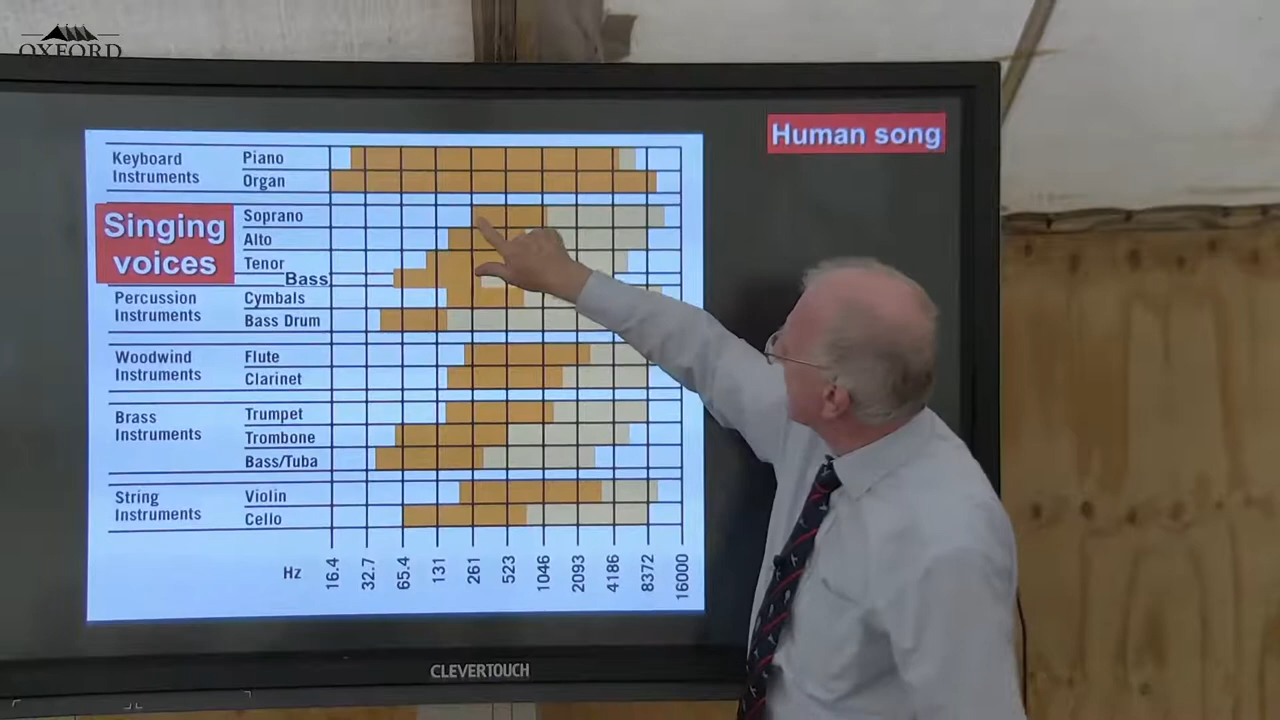 OXFORD
Human song
Keyboard Instruments
Piano
Organ
Singing voices
Soprano
Alto
Tenor
Bass
Percussion Instruments
Cymbals
Bass Drum
Woodwind Instruments
Flute
Clarinet
Brass Instruments
Trumpet
Trombone
Bass/Tuba
String Instruments
Violin
Cello
Hz 16.4 32.7 65.4 131 261 523 1046 2093 4186 8372 16000
CLEVERTOUCH